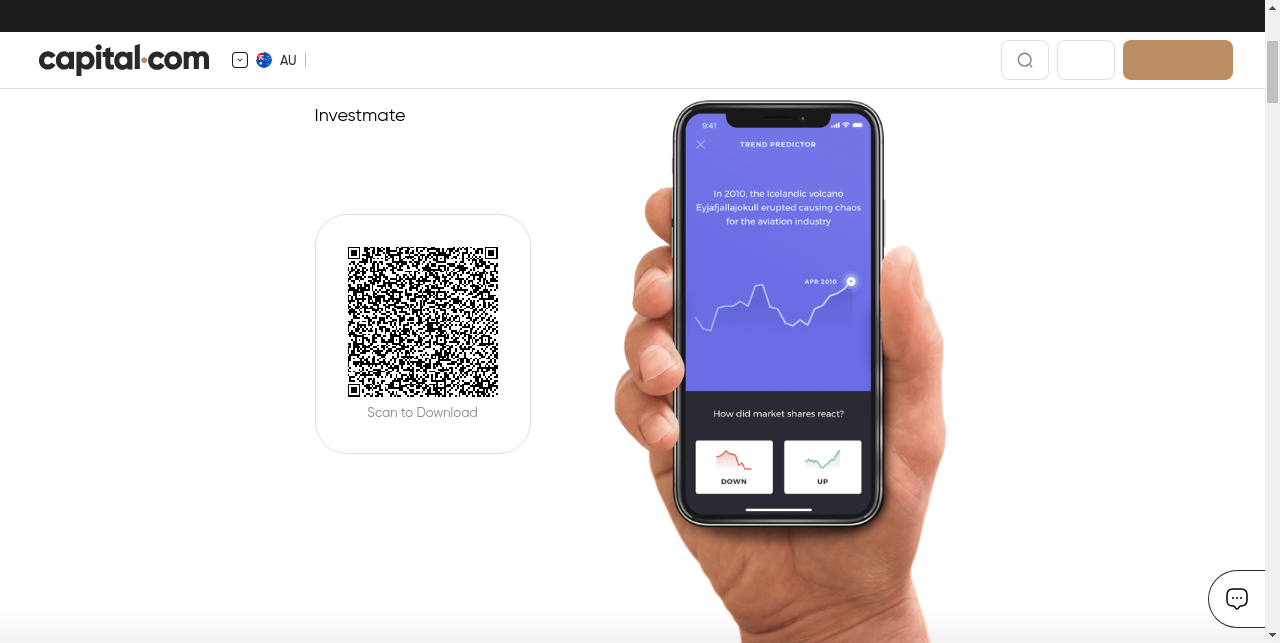 capital.com
AU
Investmate
Scan to Download
9:41
TREND PREDICTOR
In 2010, the Icelandic volcano
Eyjafjallajokull erupted causing chaos
for the aviation industry
APR 2010
How did market shares react?
DOWN
UP